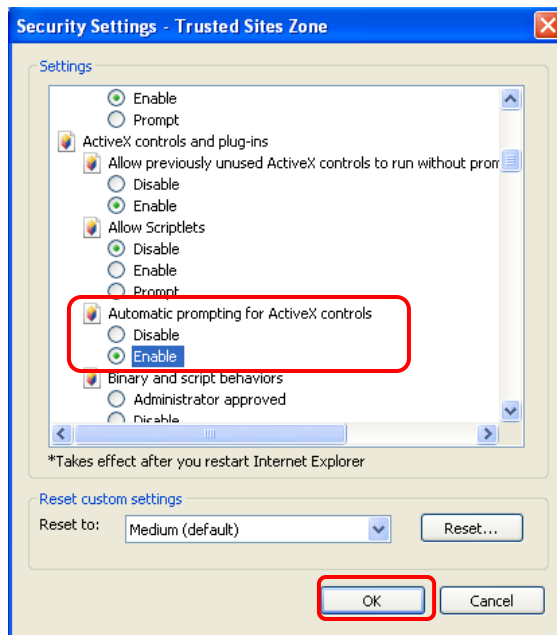 Security Settings - Trusted Sites Zone
Settings
Enable
Prompt
ActiveX controls and plug-ins
Allow previously unused ActiveX controls to run without prom
Disable
Enable
Allow Scriptlets
Disable
Enable
Prompt
Automatic prompting for ActiveX controls
Disable
Enable
Binary and script behaviors
Administrator approved
Disable
*Takes effect after you restart Internet Explorer
Reset custom settings
Reset to: Medium (default) Reset...
OK Cancel